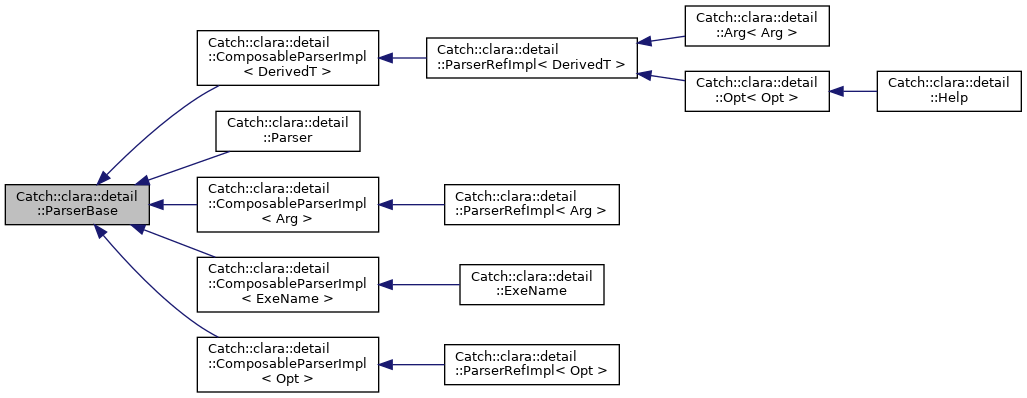 Catch::clara::detail
::ParserBase
Catch::clara::detail
::ComposableParserImpl
< DerivedT >
Catch::clara::detail
::Parser
Catch::clara::detail
::ComposableParserImpl
< Arg >
Catch::clara::detail
::ComposableParserImpl
< ExeName >
Catch::clara::detail
::ComposableParserImpl
< Opt >
Catch::clara::detail
::ParserRefImpl< DerivedT >
Catch::clara::detail
::ParserRefImpl< Arg >
Catch::clara::detail
::ExeName
Catch::clara::detail
::ParserRefImpl< Opt >
Catch::clara::detail
::Arg< Arg >
Catch::clara::detail
::Opt< Opt >
Catch::clara::detail
::Help